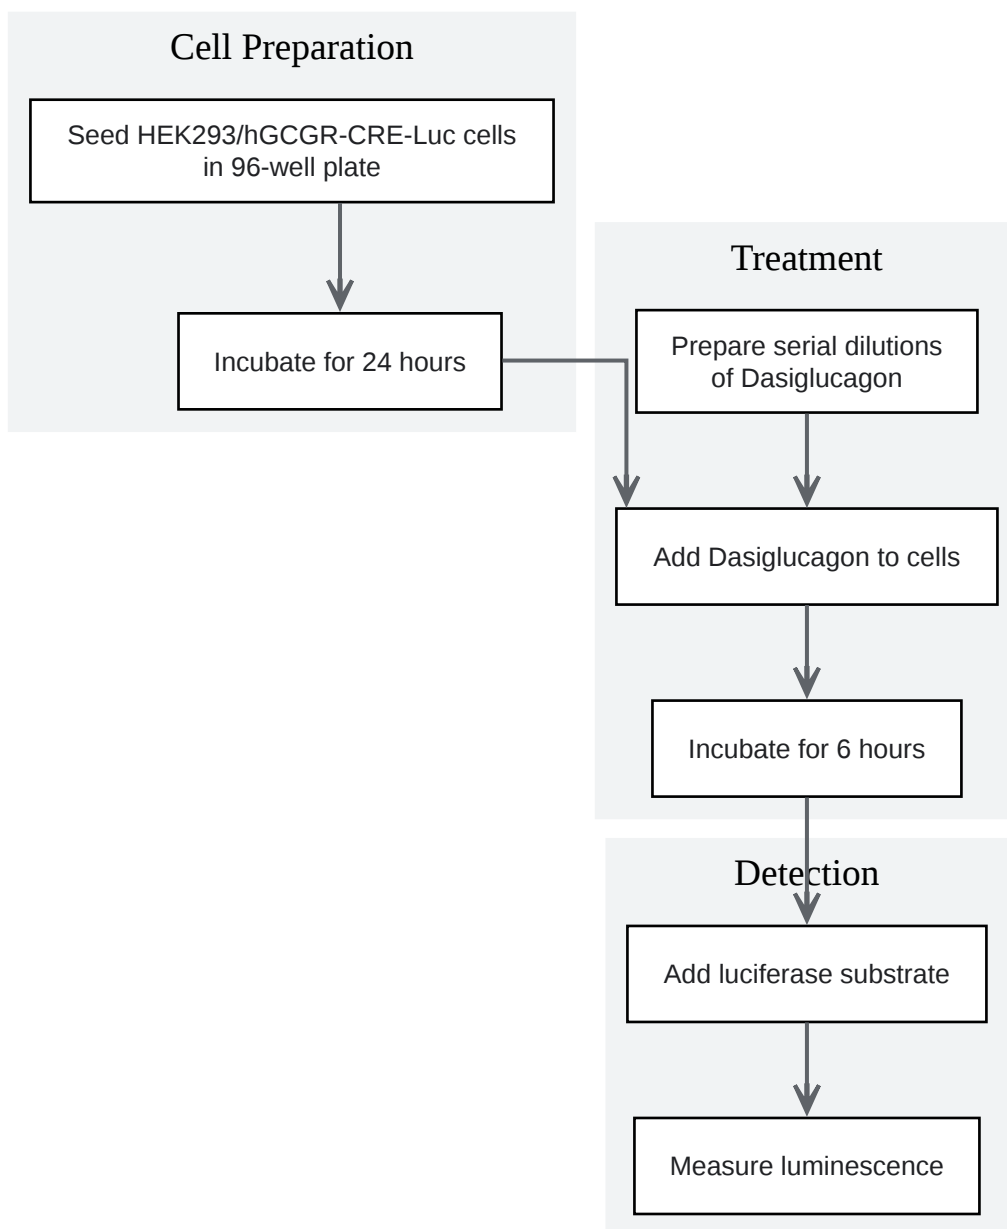 Cell Preparation
Seed HEK293/hGCGR-CRE-Luc cells
in 96-well plate
Incubate for 24 hours
Treatment
Prepare serial dilutions
of Dasiglucagon
Add Dasiglucagon to cells
Incubate for 6 hours
Detection
Add luciferase substrate
Measure luminescence